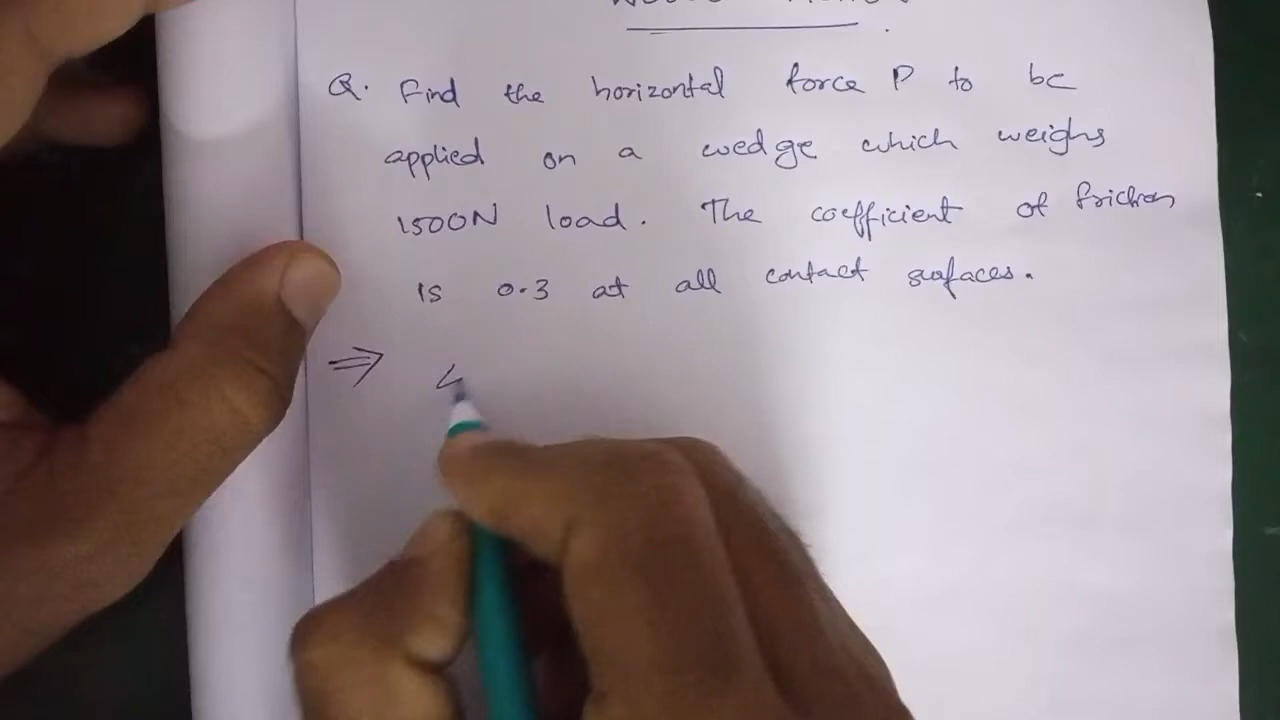 Q. Find the horizontal force P to be
applied on a wedge which weighs
1500N load. The coefficient of friction
is 0.3 at all contact surfaces.
⇒